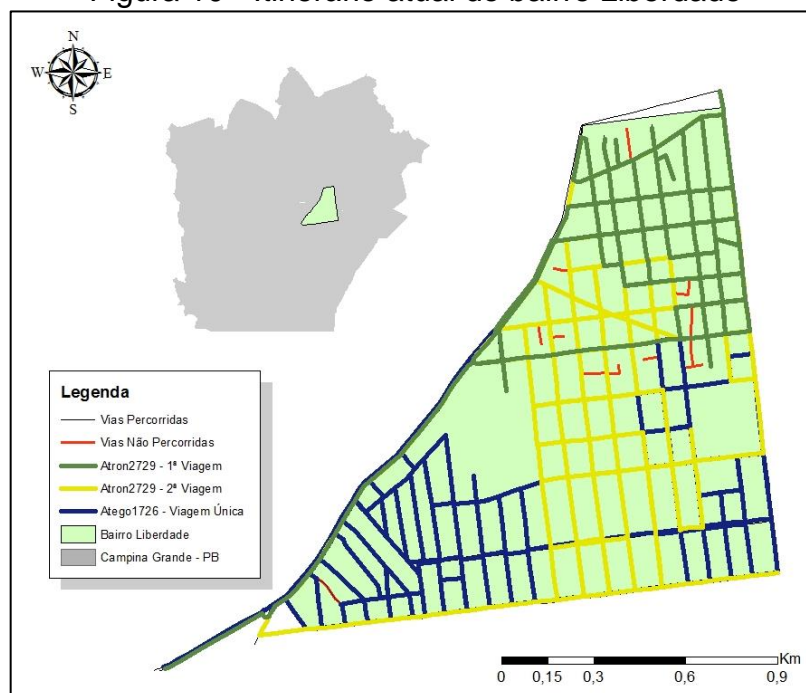 Figura 10 - Itinerário atual do bairro Liberdade
N
W E
S
Legenda
Vias Percorridas
Vias Não Percorridas
Atron2729 - 1ª Viagem
Atron2729 - 2ª Viagem
Atego1726 - Viagem Única
Bairro Liberdade
Campina Grande - PB
Km
0 0,15 0,3 0,6 0,9